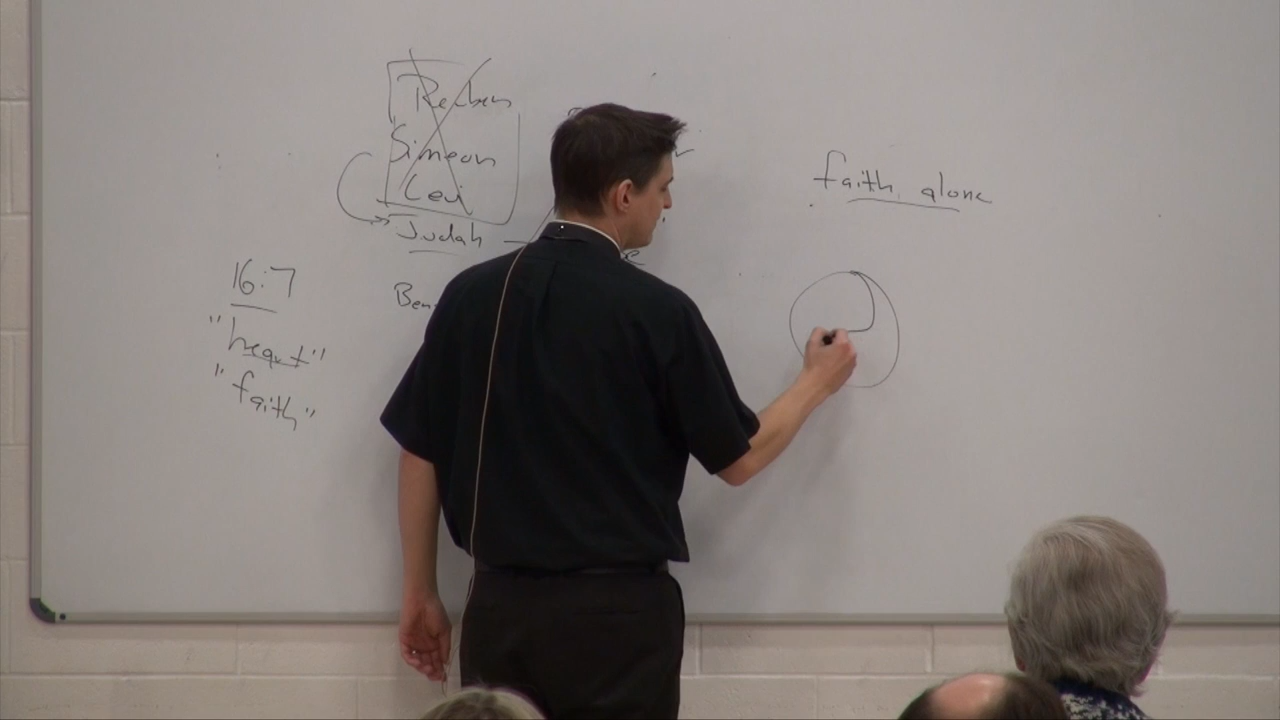 Reuben
Simeon
Levi
Judah
16:7
"heart"
"faith"
faith alone